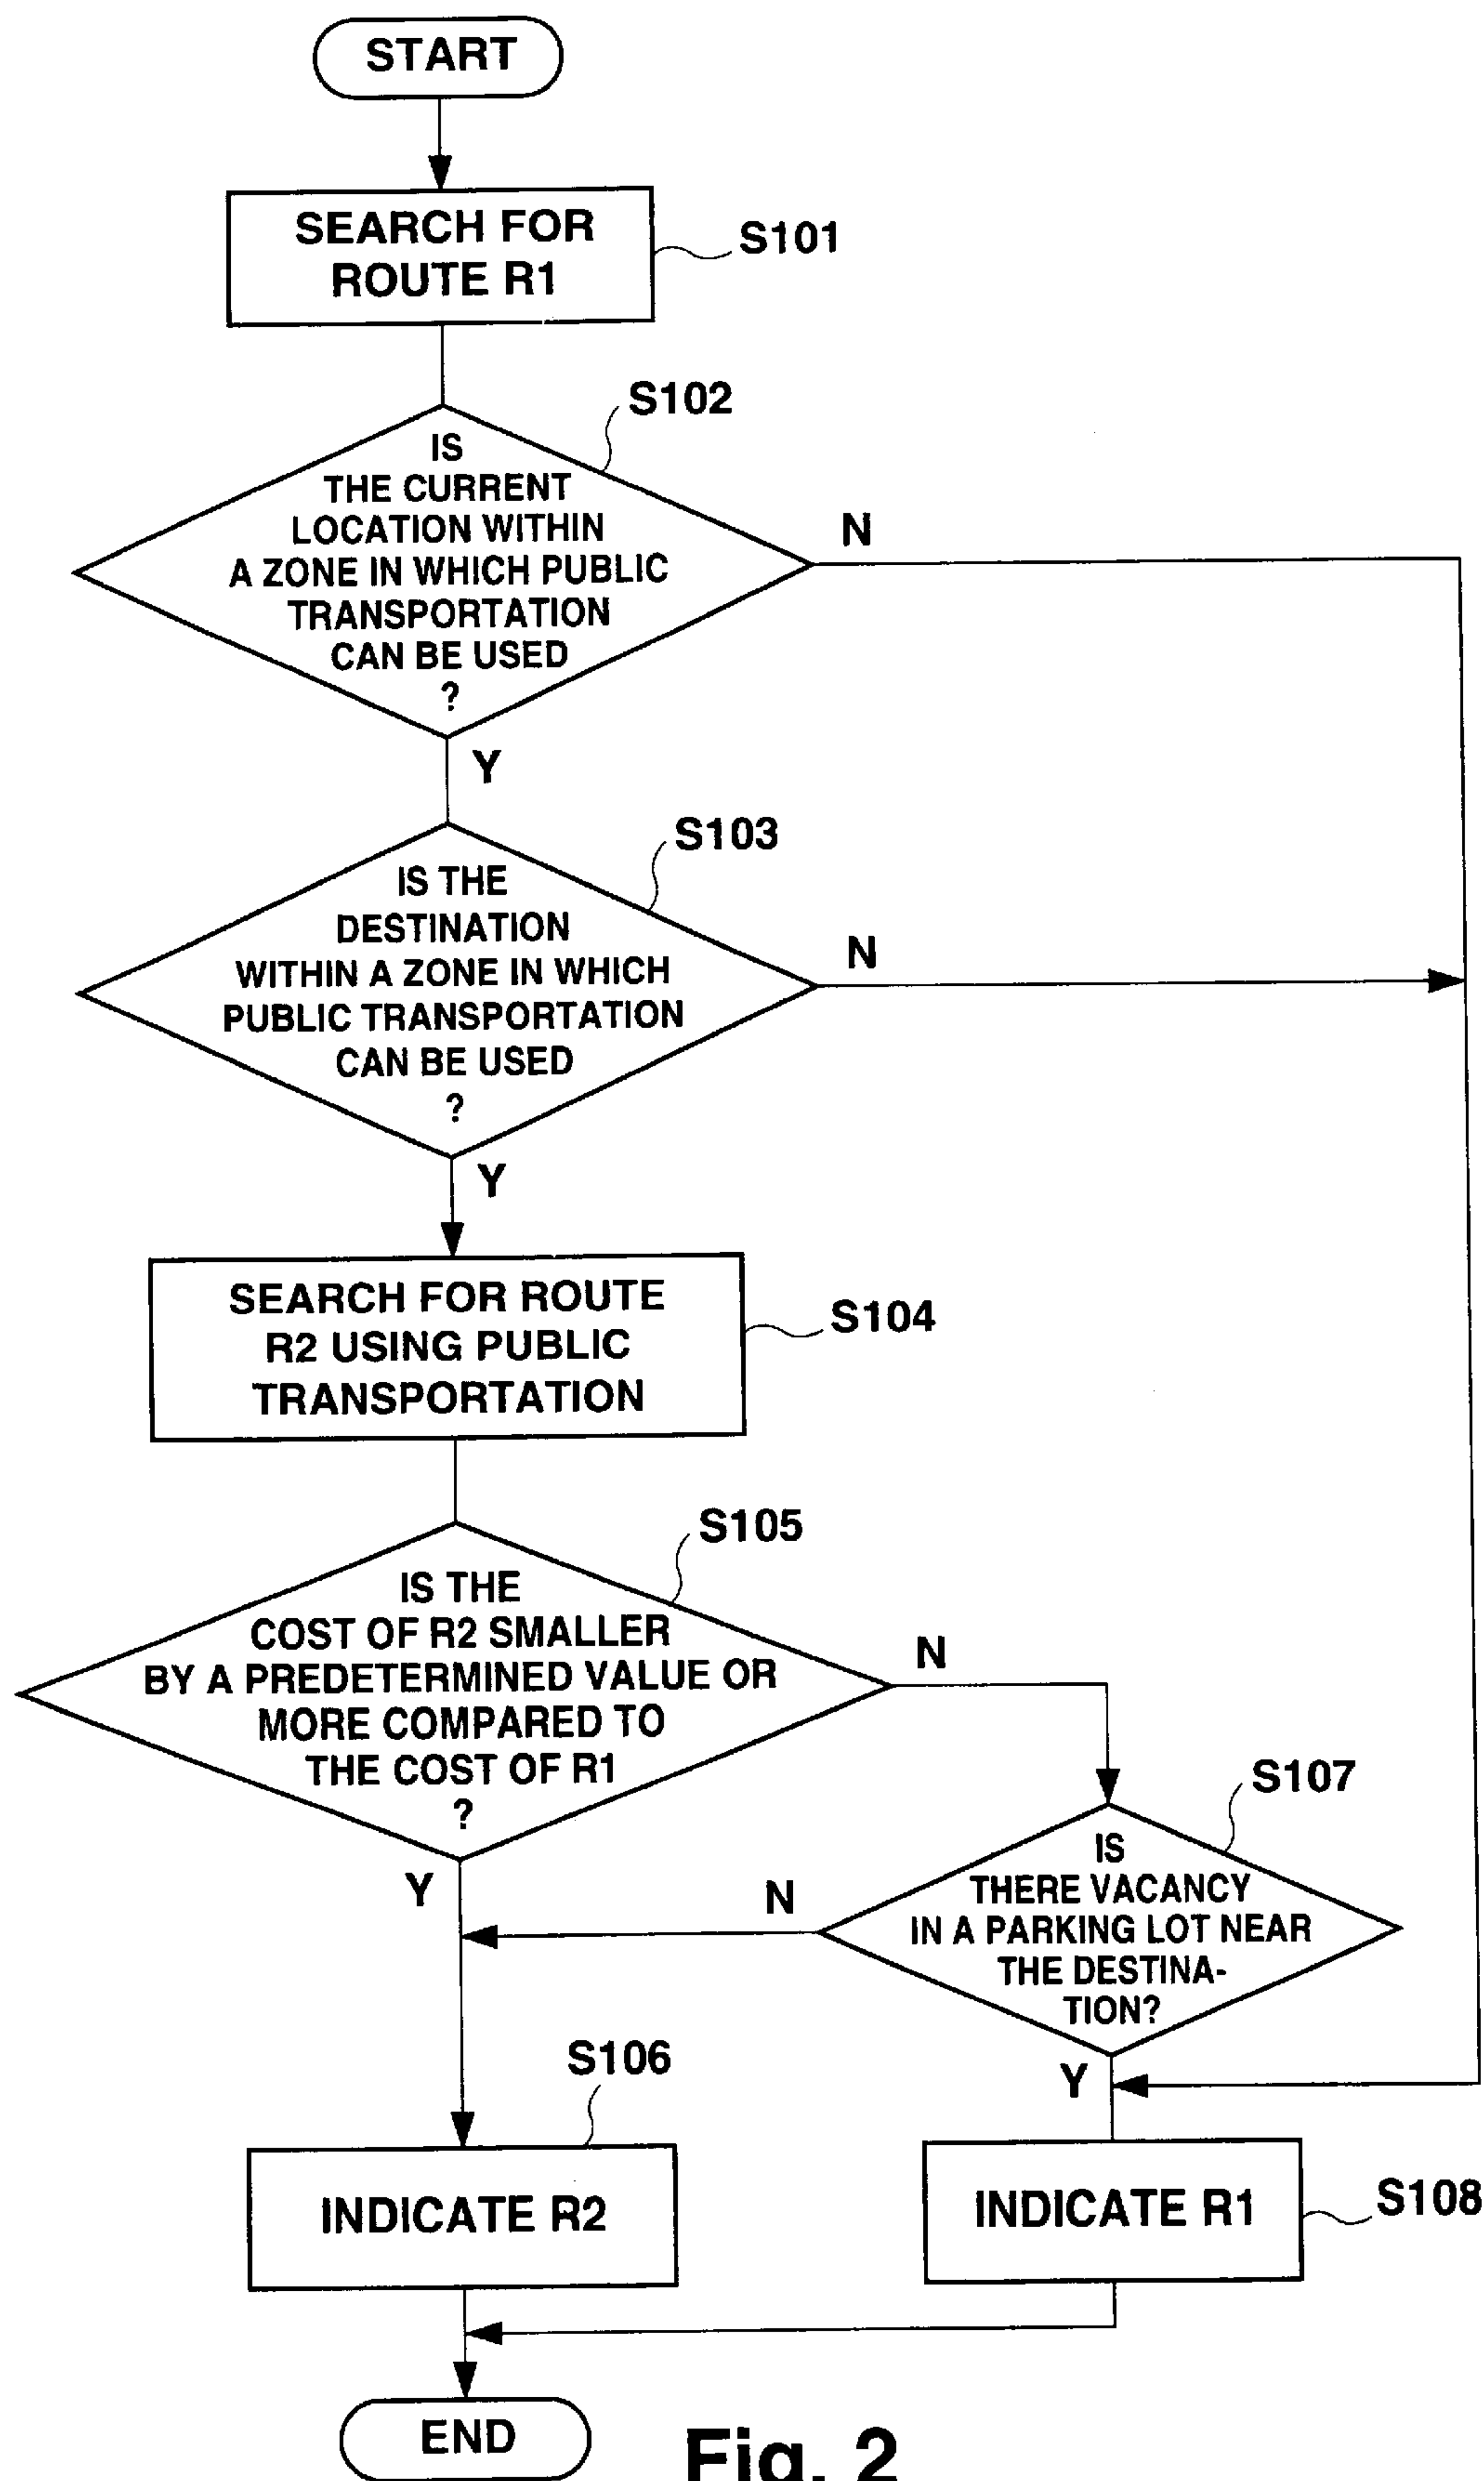 START
SEARCH FOR
ROUTE R1
S101
S102
IS
THE CURRENT
LOCATION WITHIN
A ZONE IN WHICH PUBLIC
TRANSPORTATION
CAN BE USED
?
N
Y
S103
IS THE
DESTINATION
WITHIN A ZONE IN WHICH
PUBLIC TRANSPORTATION
CAN BE USED
?
N
Y
SEARCH FOR ROUTE
R2 USING PUBLIC
TRANSPORTATION
S104
S105
IS THE
COST OF R2 SMALLER
BY A PREDETERMINED VALUE OR
MORE COMPARED TO
THE COST OF R1
?
N
Y
S107
IS
THERE VACANCY
IN A PARKING LOT NEAR
THE DESTINA-
TION?
N
Y
S106
INDICATE R2
INDICATE R1
S108
END
Fig. 2